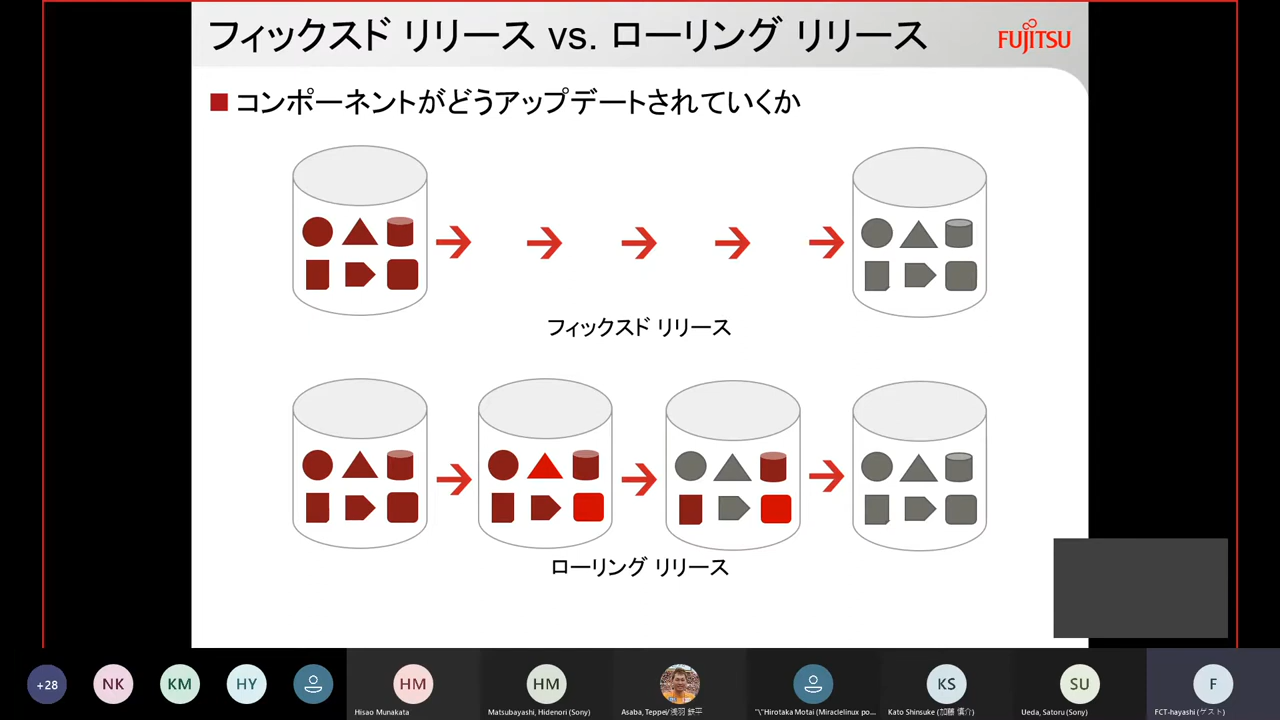 フィックスド リリース vs. ローリング リリース
FUJITSU
コンポーネントがどうアップデートされていくか
フィックスド リリース
ローリング リリース
+28
NK
KM
HY
HM
HM
KS
SU
F
Hisao Munakata
Matsubayashi, Hidenori (Sony)
Asaba, Teppei/浅羽 鉄平
"\"Hirotaka Motai (Miraclelinux po...
Kato Shinsuke (加藤 慎介)
Ueda, Satoru (Sony)
FCT-hayashi (ゲスト)